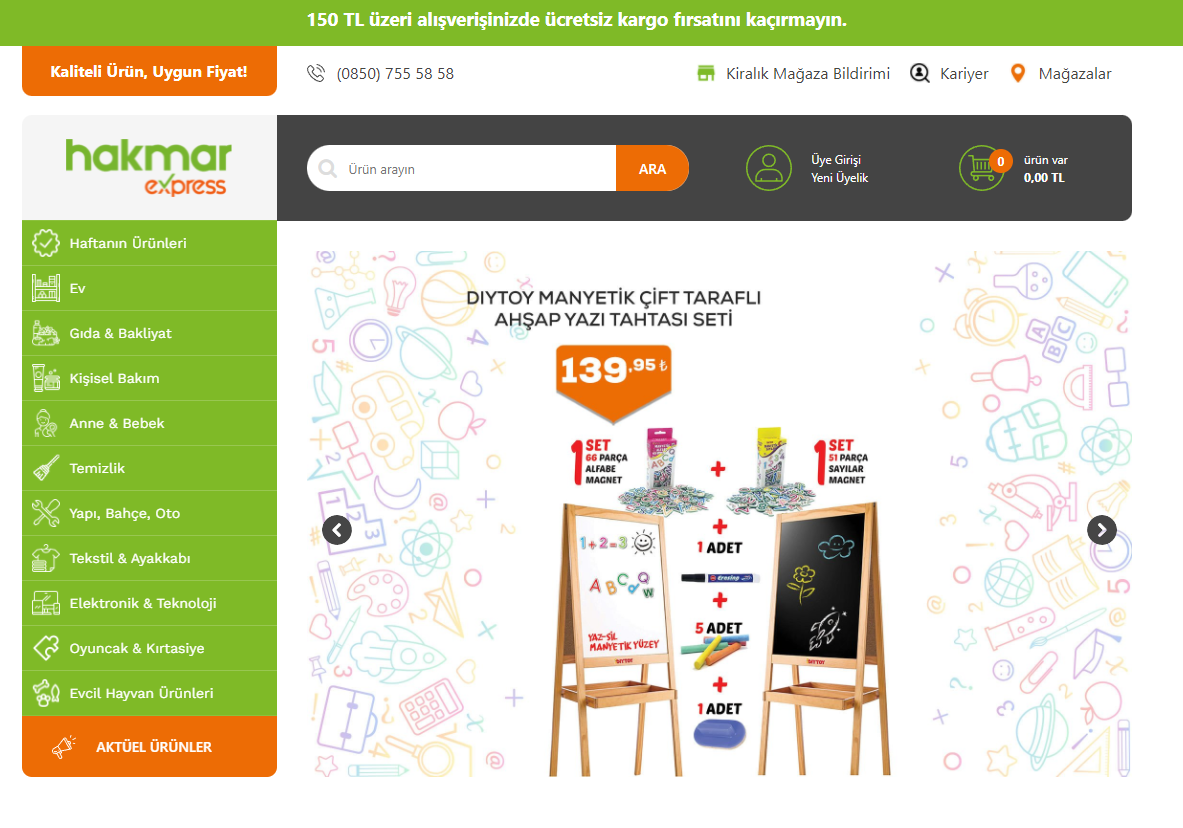 150 TL üzeri alışverişinizde ücretsiz kargo fırsatını kaçırmayın.
Kaliteli Ürün, Uygun Fiyat!
(0850) 755 58 58
Kiralık Mağaza Bildirimi
Kariyer
Mağazalar
hakmar
express
Ürün arayın
ARA
Üye Girişi
Yeni Üyelik
0
ürün var
0,00 TL
Haftanın Ürünleri
Ev
Gıda & Bakliyat
Kişisel Bakım
Anne & Bebek
Temizlik
Yapı, Bahçe, Oto
Tekstil & Ayakkabı
Elektronik & Teknoloji
Oyuncak & Kırtasiye
Evcil Hayvan Ürünleri
AKTÜEL ÜRÜNLER
DIYTOY MANYETİK ÇİFT TARAFLI
AHŞAP YAZI TAHTASI SETİ
139,95 ₺
1 SET
66 PARÇA
ALFABE
MAGNET
+
1 SET
51 PARÇA
SAYILAR
MAGNET
+
1 ADET
+
5 ADET
+
1 ADET
1+2=3
ABCDQW
YAZ-SİL
MANYETİK YÜZEY
DIYTOY
DIYTOY